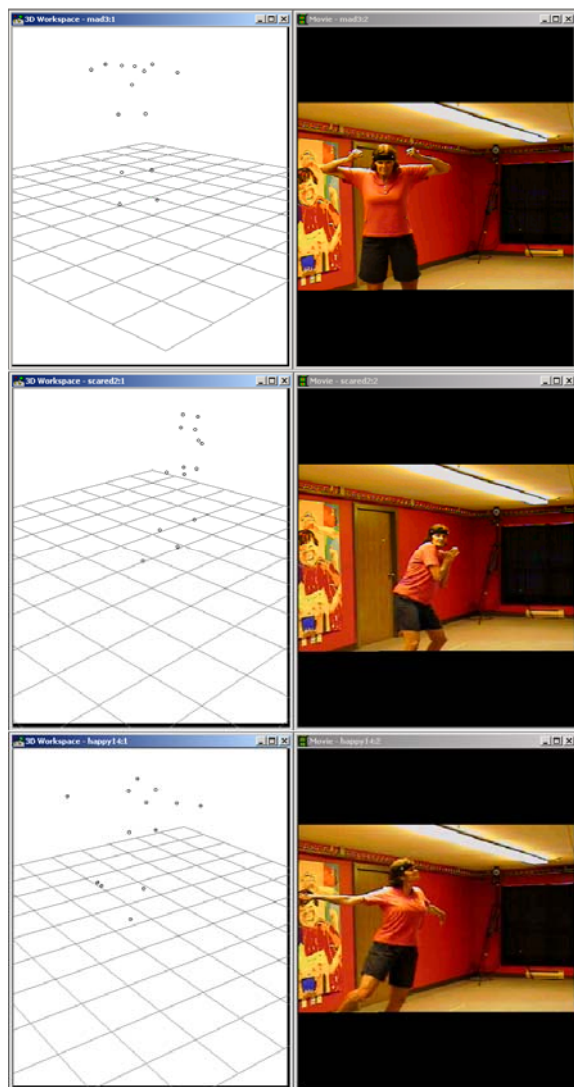 3D Workspace - mad3:1
Movie - mad3:2
3D Workspace - scared2:1
Movie - scared2:2
3D Workspace - happy14:1
Movie - happy14:2